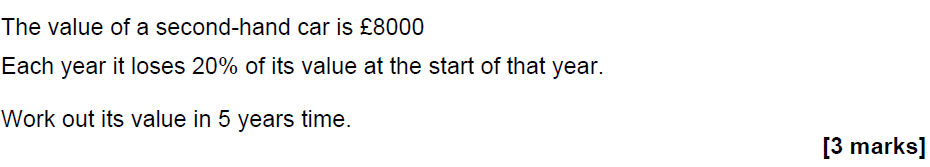 The value of a second-hand car is £8000
Each year it loses 20% of its value at the start of that year.
Work out its value in 5 years time.
[3 marks]